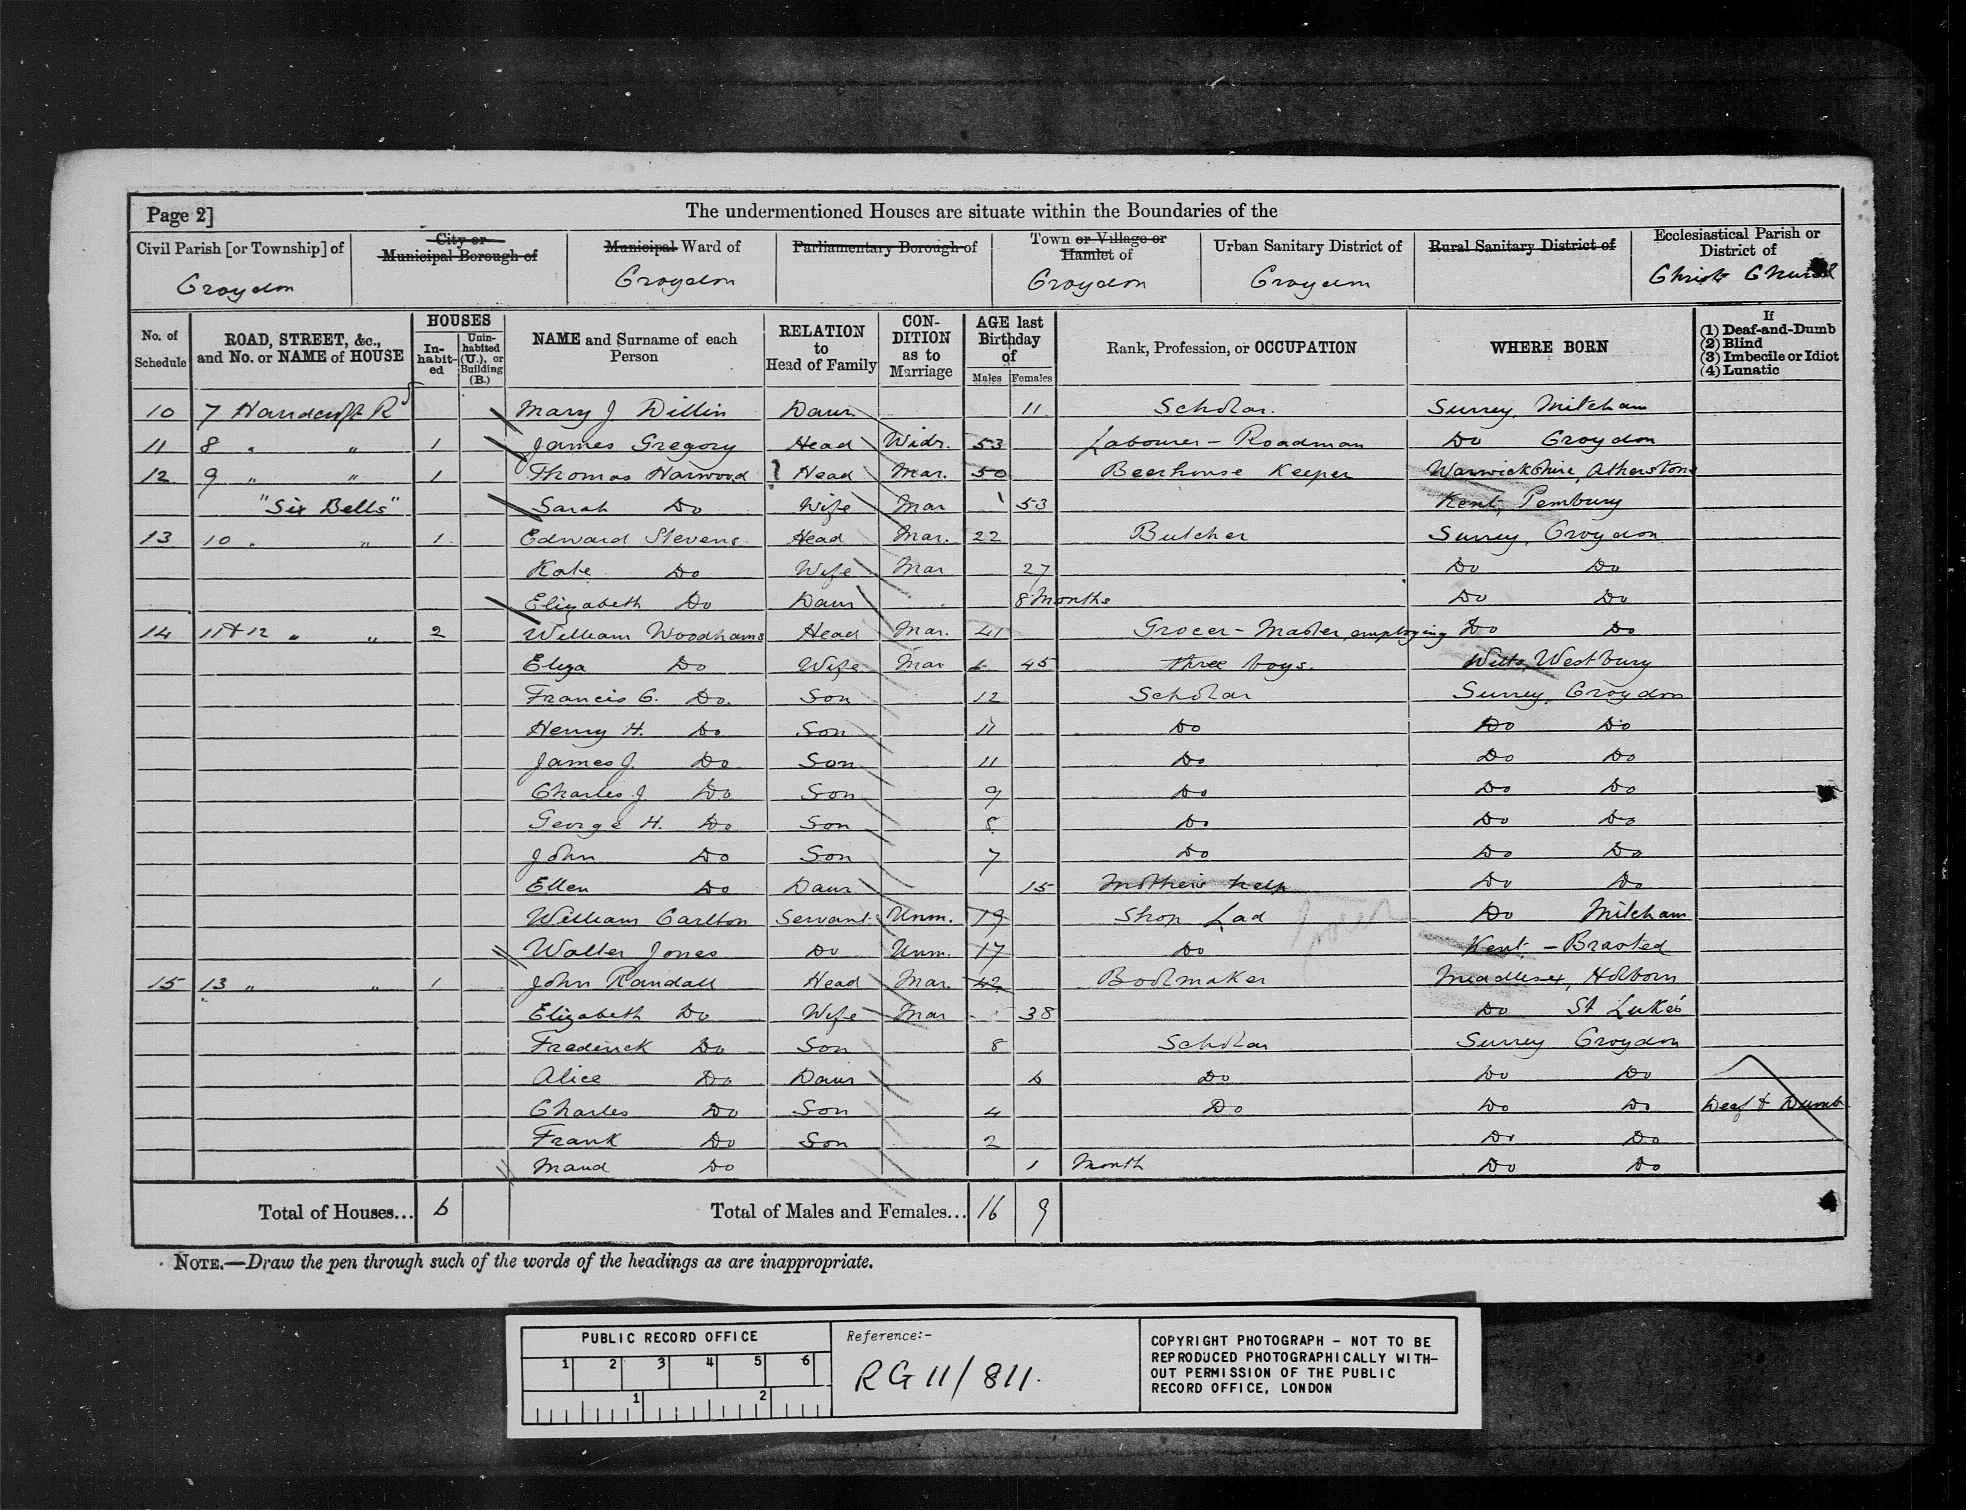 Page 2]
The undermentioned Houses are situate within the Boundaries of the
Civil Parish [or Township] of
City or Municipal Borough of
Municipal Ward of
Parliamentary Borough of
Town or Village or Hamlet of
Urban Sanitary District of
Rural Sanitary District of
Ecclesiastical Parish or District of
Croydon Croydon Croydon Croydon Christ Church
No. of Schedule
ROAD, STREET, &c., and No. or NAME of HOUSE
HOUSES
In-habit-ed
Unin-habited (U.), or Building (B.)
NAME and Surname of each Person
RELATION to Head of Family
CON-DITION as to Marriage
AGE last Birthday of
Males Females
Rank, Profession, or OCCUPATION
WHERE BORN
If
(1) Deaf-and-Dumb
(2) Blind
(3) Imbecile or Idiot
(4) Lunatic
10 7 Handcroft Rd Mary J Dillin Daur 11 Scholar. Surrey, Mitcham
11 8 " " 1 James Gregory Head Widr. 53 Labourer - Roadman Do Croydon
12 9 " " 1 Thomas Harwood ? Head Mar. 50 Beerhouse Keeper Warwickshire, Atherstone
"Six Bells" Sarah Do Wife Mar 53 Kent, Pembury
13 10 " " 1 Edward Stevens Head Mar. 22 Butcher Surrey, Croydon
Kate Do Wife Mar 27 Do Do
Elizabeth Do Daur 8 Months Do Do
14 11 & 12 " " 2 William Woodhams Head Mar. 41 Grocer - Master, employing Do Do
Eliza Do Wife Mar 45 three boys. Wilts, Westbury
Francis C. Do. Son 12 Scholar Surrey, Croydon
Henry H. Do Son 11 Do Do Do
James J. Do Son 11 Do Do Do
Charles J. Do Son 9 Do Do Do
George H. Do Son 8 Do Do Do
John Do Son 7 Do Do Do
Ellen Do Daur 15 Mothers help Do Do
William Carlton Servant Unm. 19 Shop Lad Do Mitcham
Walter Jones Do Unm. 17 Do Kent - Brasted
15 13 " " 1 John Randall Head Mar. 42 Bootmaker Middlesex, Holborn
Elizabeth Do Wife Mar 38 Do St Luke's
Frederick Do Son 8 Scholar Surrey Croydon
Alice Do Daur 6 Do Do Do
Charles Do Son 4 Do Do Do Deaf & Dumb
Frank Do Son 2 Do Do
Maud Do 1 Month Do Do
Total of Houses... 6 Total of Males and Females... 16 9
NOTE.—Draw the pen through such of the words of the headings as are inappropriate.
PUBLIC RECORD OFFICE
1 2 3 4 5 6
1 2
Reference:-
RG 11/811.
COPYRIGHT PHOTOGRAPH - NOT TO BE
REPRODUCED PHOTOGRAPHICALLY WITH-
OUT PERMISSION OF THE PUBLIC
RECORD OFFICE, LONDON